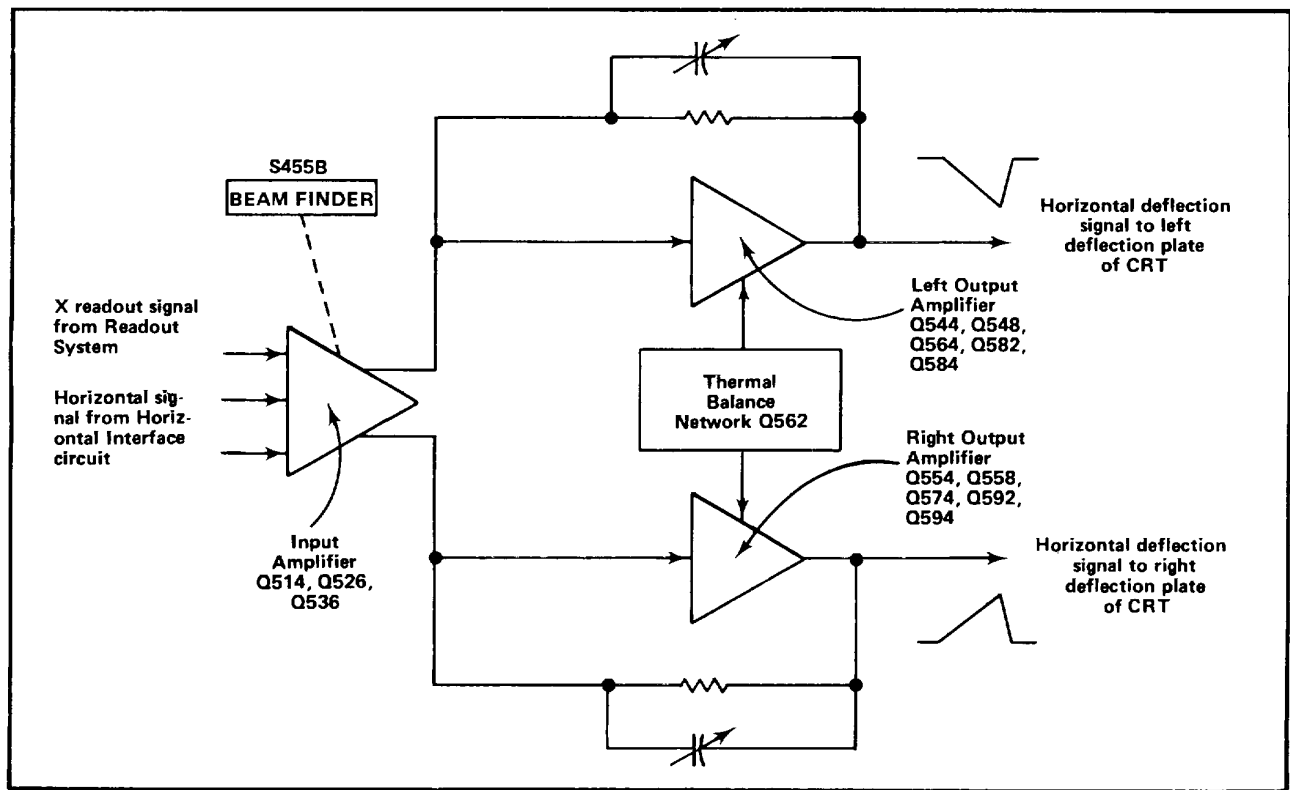 S455B
BEAM FINDER
X readout signal
from Readout
System
Horizontal sig-
nal from Horiz-
ontal Interface
circuit
Input
Amplifier
Q514, Q526,
Q536
Thermal
Balance
Network Q562
Left Output
Amplifier
Q544, Q548,
Q564, Q582,
Q584
Horizontal deflection
signal to left
deflection plate
of CRT
Right Output
Amplifier
Q554, Q558,
Q574, Q592,
Q594
Horizontal deflection
signal to right
deflection plate
of CRT